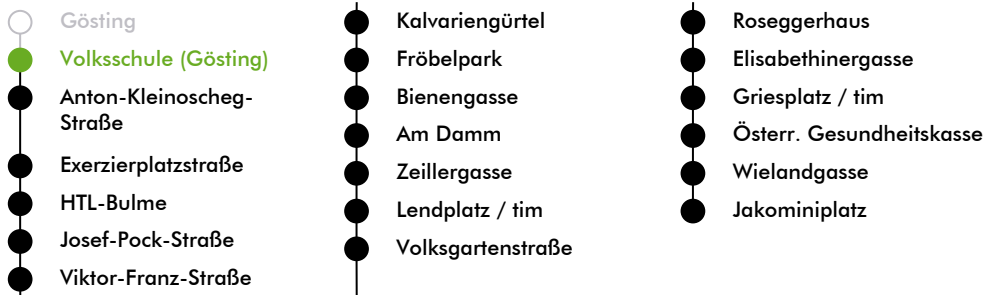 Gösting
Volksschule (Gösting)
Anton-Kleinoscheg-
Straße
Exerzierplatzstraße
HTL-Bulme
Josef-Pock-Straße
Viktor-Franz-Straße
Kalvariengürtel
Fröbelpark
Bienengasse
Am Damm
Zeillergasse
Lendplatz / tim
Volksgartenstraße
Roseggerhaus
Elisabethinergasse
Griesplatz / tim
Österr. Gesundheitskasse
Wielandgasse
Jakominiplatz